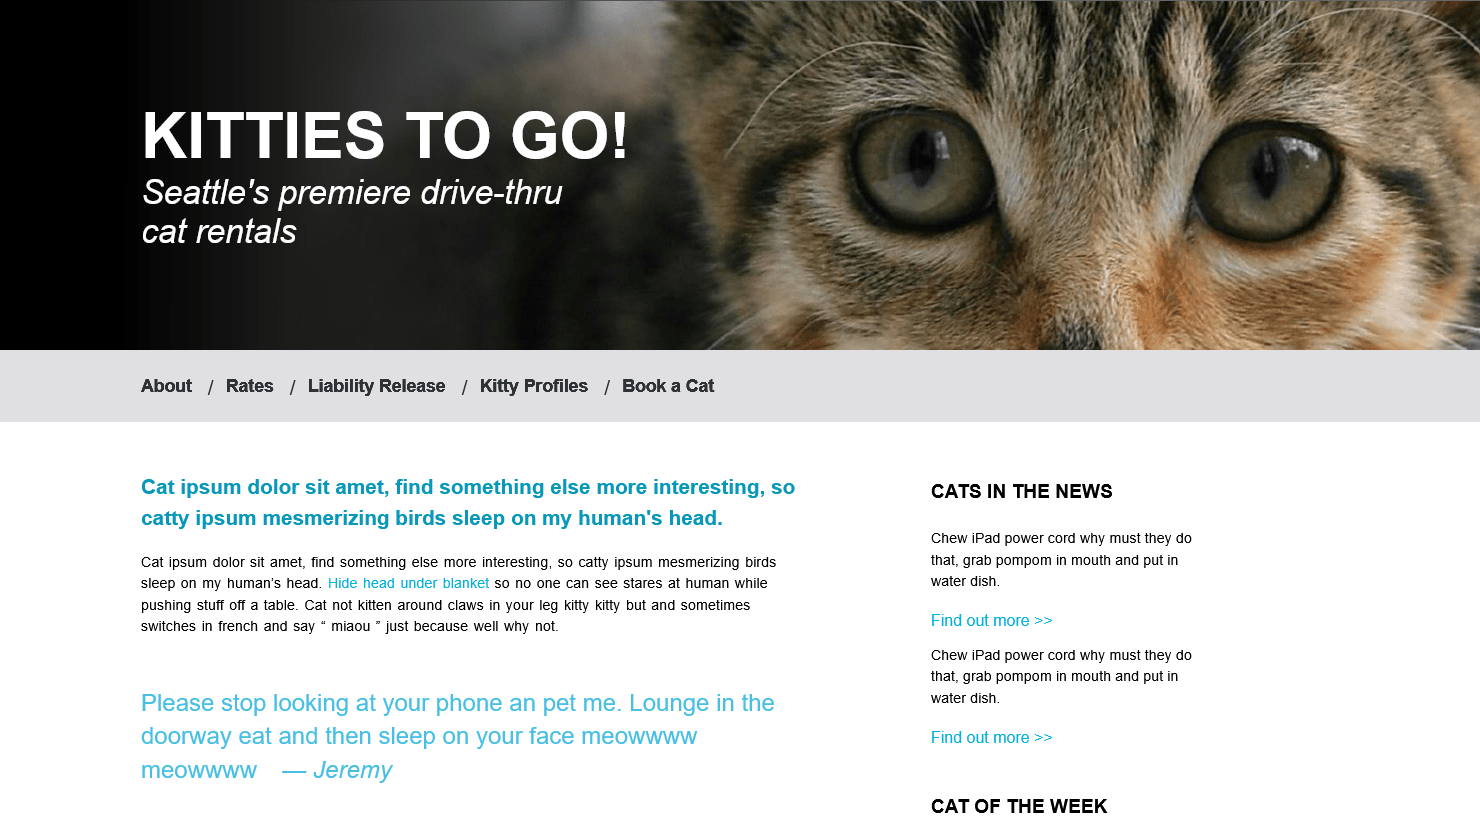 KITTIES TO GO!
Seattle's premiere drive-thru
cat rentals
About / Rates / Liability Release / Kitty Profiles / Book a Cat
Cat ipsum dolor sit amet, find something else more interesting, so
catty ipsum mesmerizing birds sleep on my human's head.
Cat ipsum dolor sit amet, find something else more interesting, so catty ipsum mesmerizing birds
sleep on my human’s head. Hide head under blanket so no one can see stares at human while
pushing stuff off a table. Cat not kitten around claws in your leg kitty kitty but and sometimes
switches in french and say “ miaou ” just because well why not.
Please stop looking at your phone an pet me. Lounge in the
doorway eat and then sleep on your face meowwww
meowwww — Jeremy
CATS IN THE NEWS
Chew iPad power cord why must they do
that, grab pompom in mouth and put in
water dish.
Find out more >>
Chew iPad power cord why must they do
that, grab pompom in mouth and put in
water dish.
Find out more >>
CAT OF THE WEEK